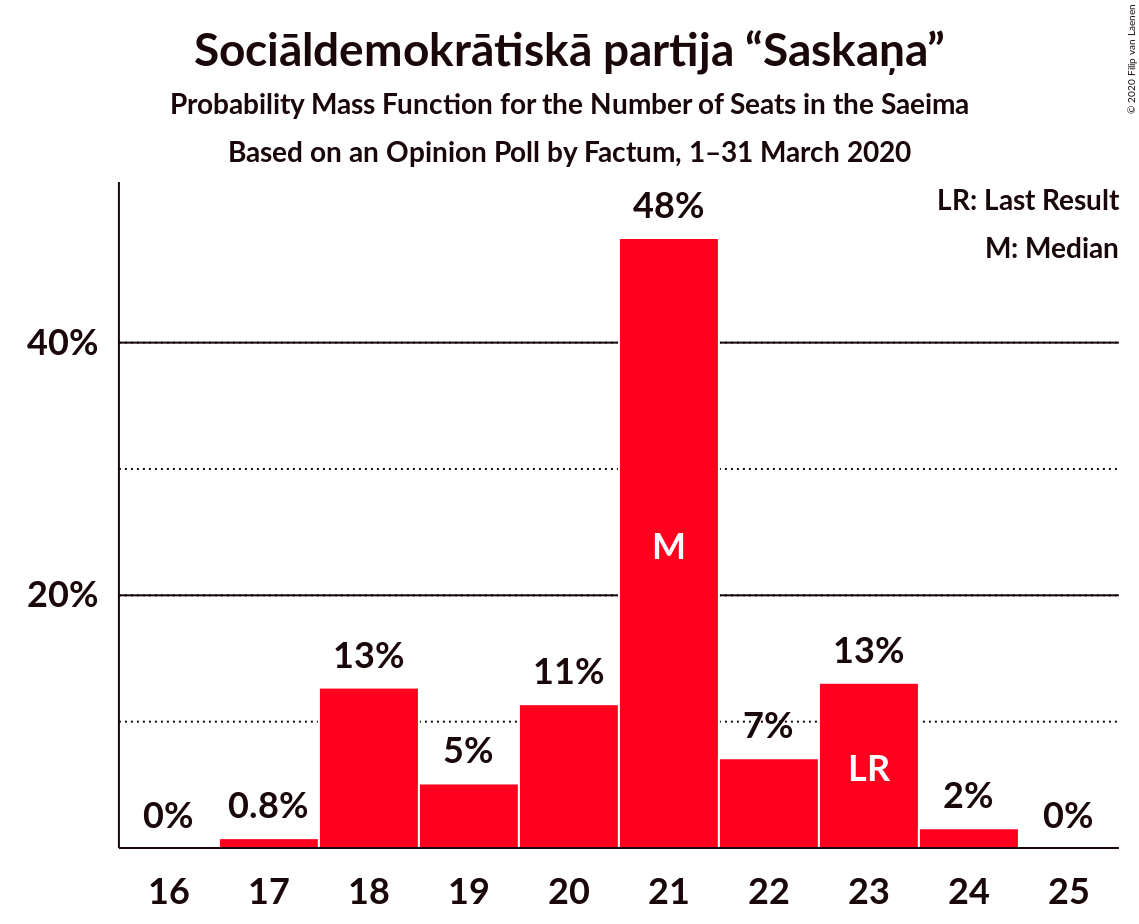 Sociāldemokrātiskā partija “Saskaņa”
Probability Mass Function for the Number of Seats in the Saeima
Based on an Opinion Poll by Factum, 1–31 March 2020
© 2020 Filip van Laenen
LR: Last Result
M: Median
48%
40%
M
20%
13%
13%
11%
7%
5%
LR
2%
0.8%
0%
0%
16 17 18 19 20 21 22 23 24 25